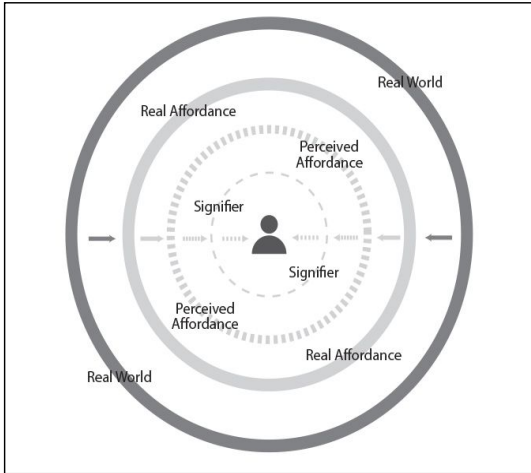 Real World
Real Affordance
Perceived
Affordance
Signifier
Signifier
Perceived
Affordance
Real Affordance
Real World